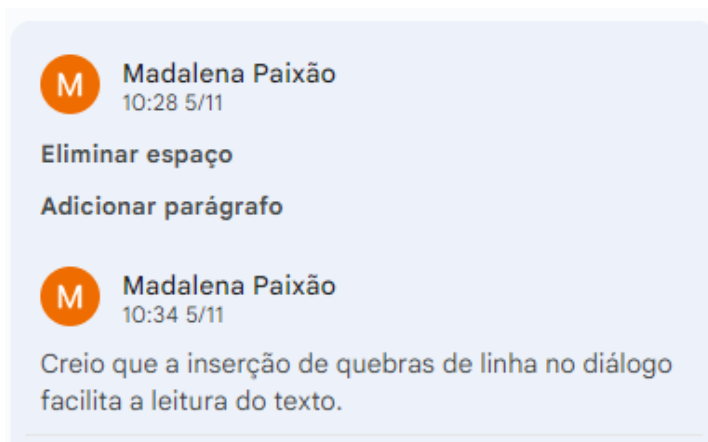 M
Madalena Paixão
10:28 5/11
Eliminar espaço
Adicionar parágrafo
M
Madalena Paixão
10:34 5/11
Creio que a inserção de quebras de linha no diálogo
facilita a leitura do texto.